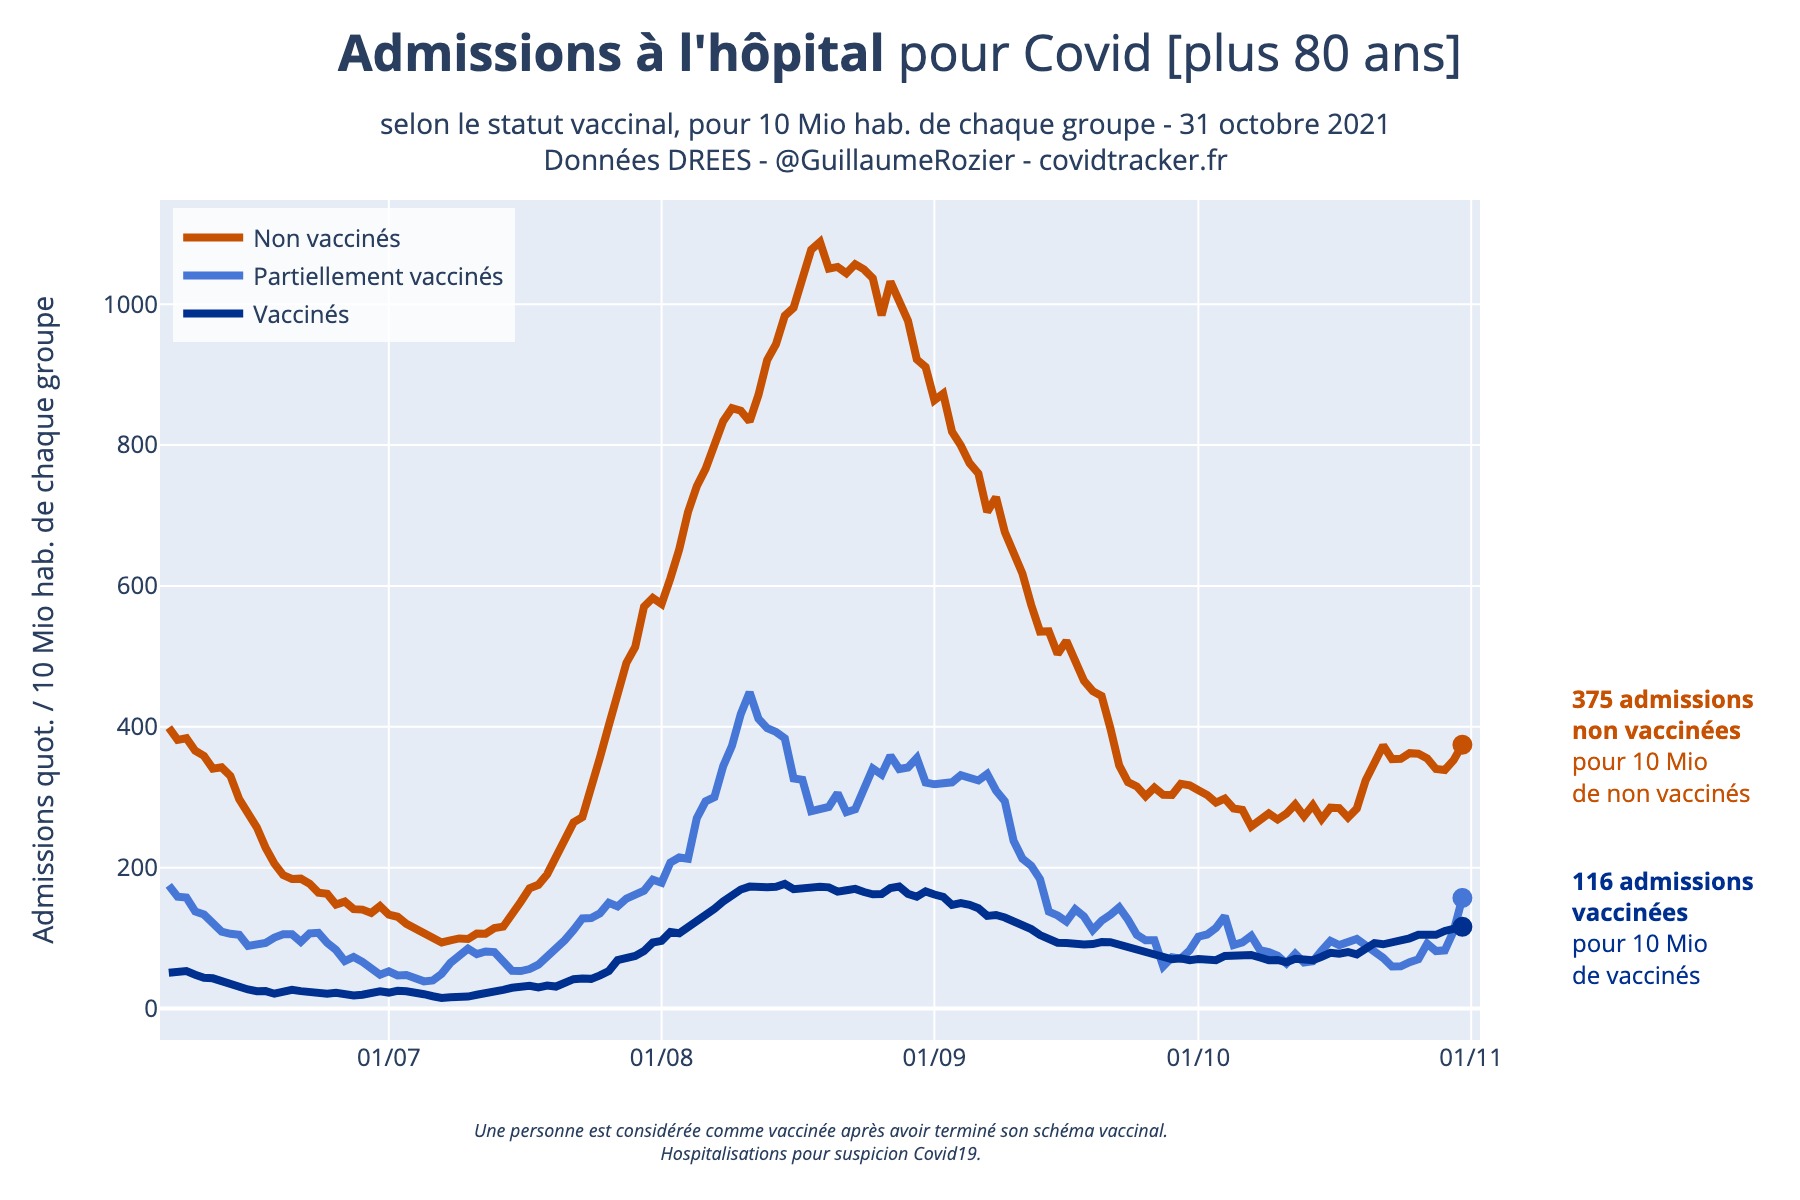 Admissions à l'hôpital pour Covid [plus 80 ans]
selon le statut vaccinal, pour 10 Mio hab. de chaque groupe - 31 octobre 2021
Données DREES - @GuillaumeRozier - covidtracker.fr
Non vaccinés
Partiellement vaccinés
Vaccinés
Admissions quot. / 10 Mio hab. de chaque groupe
1000
800
600
400
200
0
01/07
01/08
01/09
01/10
01/11
375 admissions
non vaccinées
pour 10 Mio
de non vaccinés
116 admissions
vaccinées
pour 10 Mio
de vaccinés
Une personne est considérée comme vaccinée après avoir terminé son schéma vaccinal.
Hospitalisations pour suspicion Covid19.